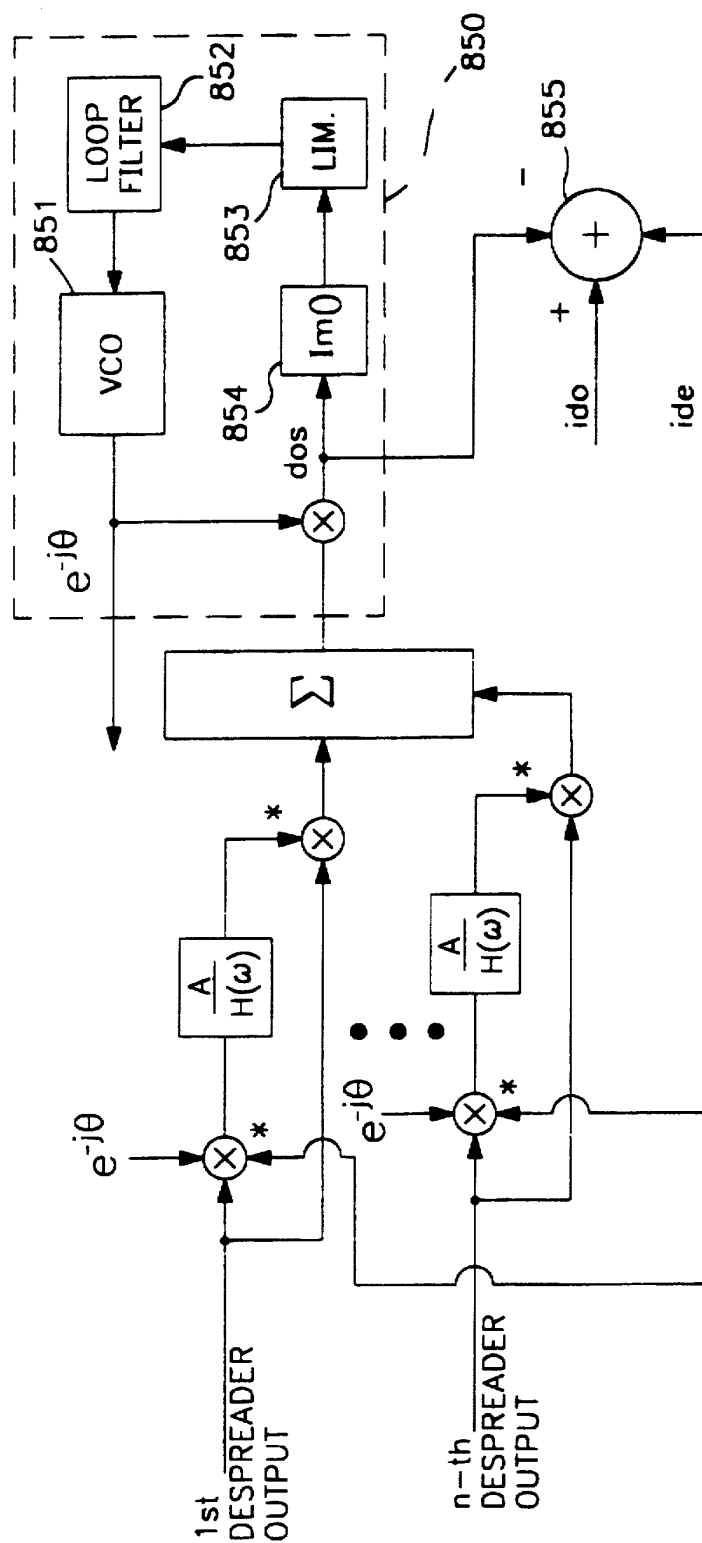 1st
DESPREADER
OUTPUT
n-th
DESPREADER
OUTPUT
e^-jθ
*
e^-jθ
*
A
H(ω)
A
H(ω)
*
*
Σ
e^-jθ
dos
VCO
851
LOOP
FILTER
852
LIM.
853
Im()
854
850
ido
ide
+
-
+
855